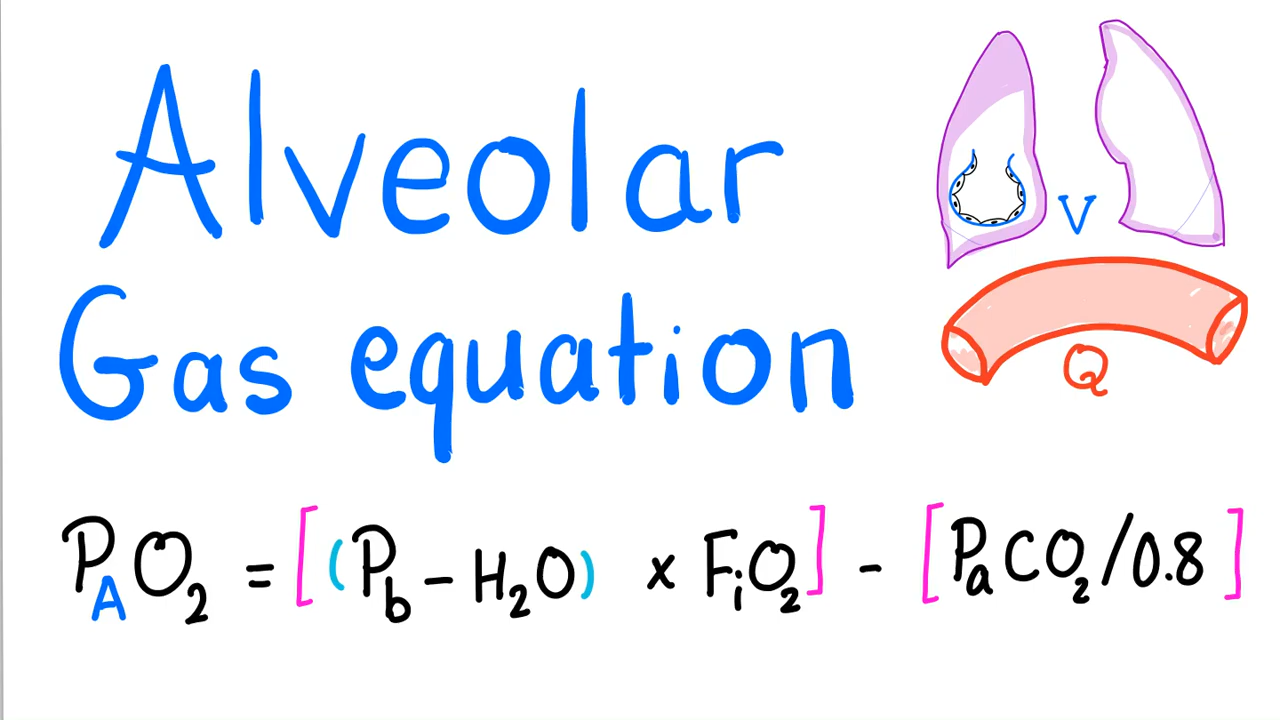 Alveolar
Gas equation
V
Q
PAO₂ = [(Pb - H₂O) x FiO₂] - [PaCO₂/0.8]